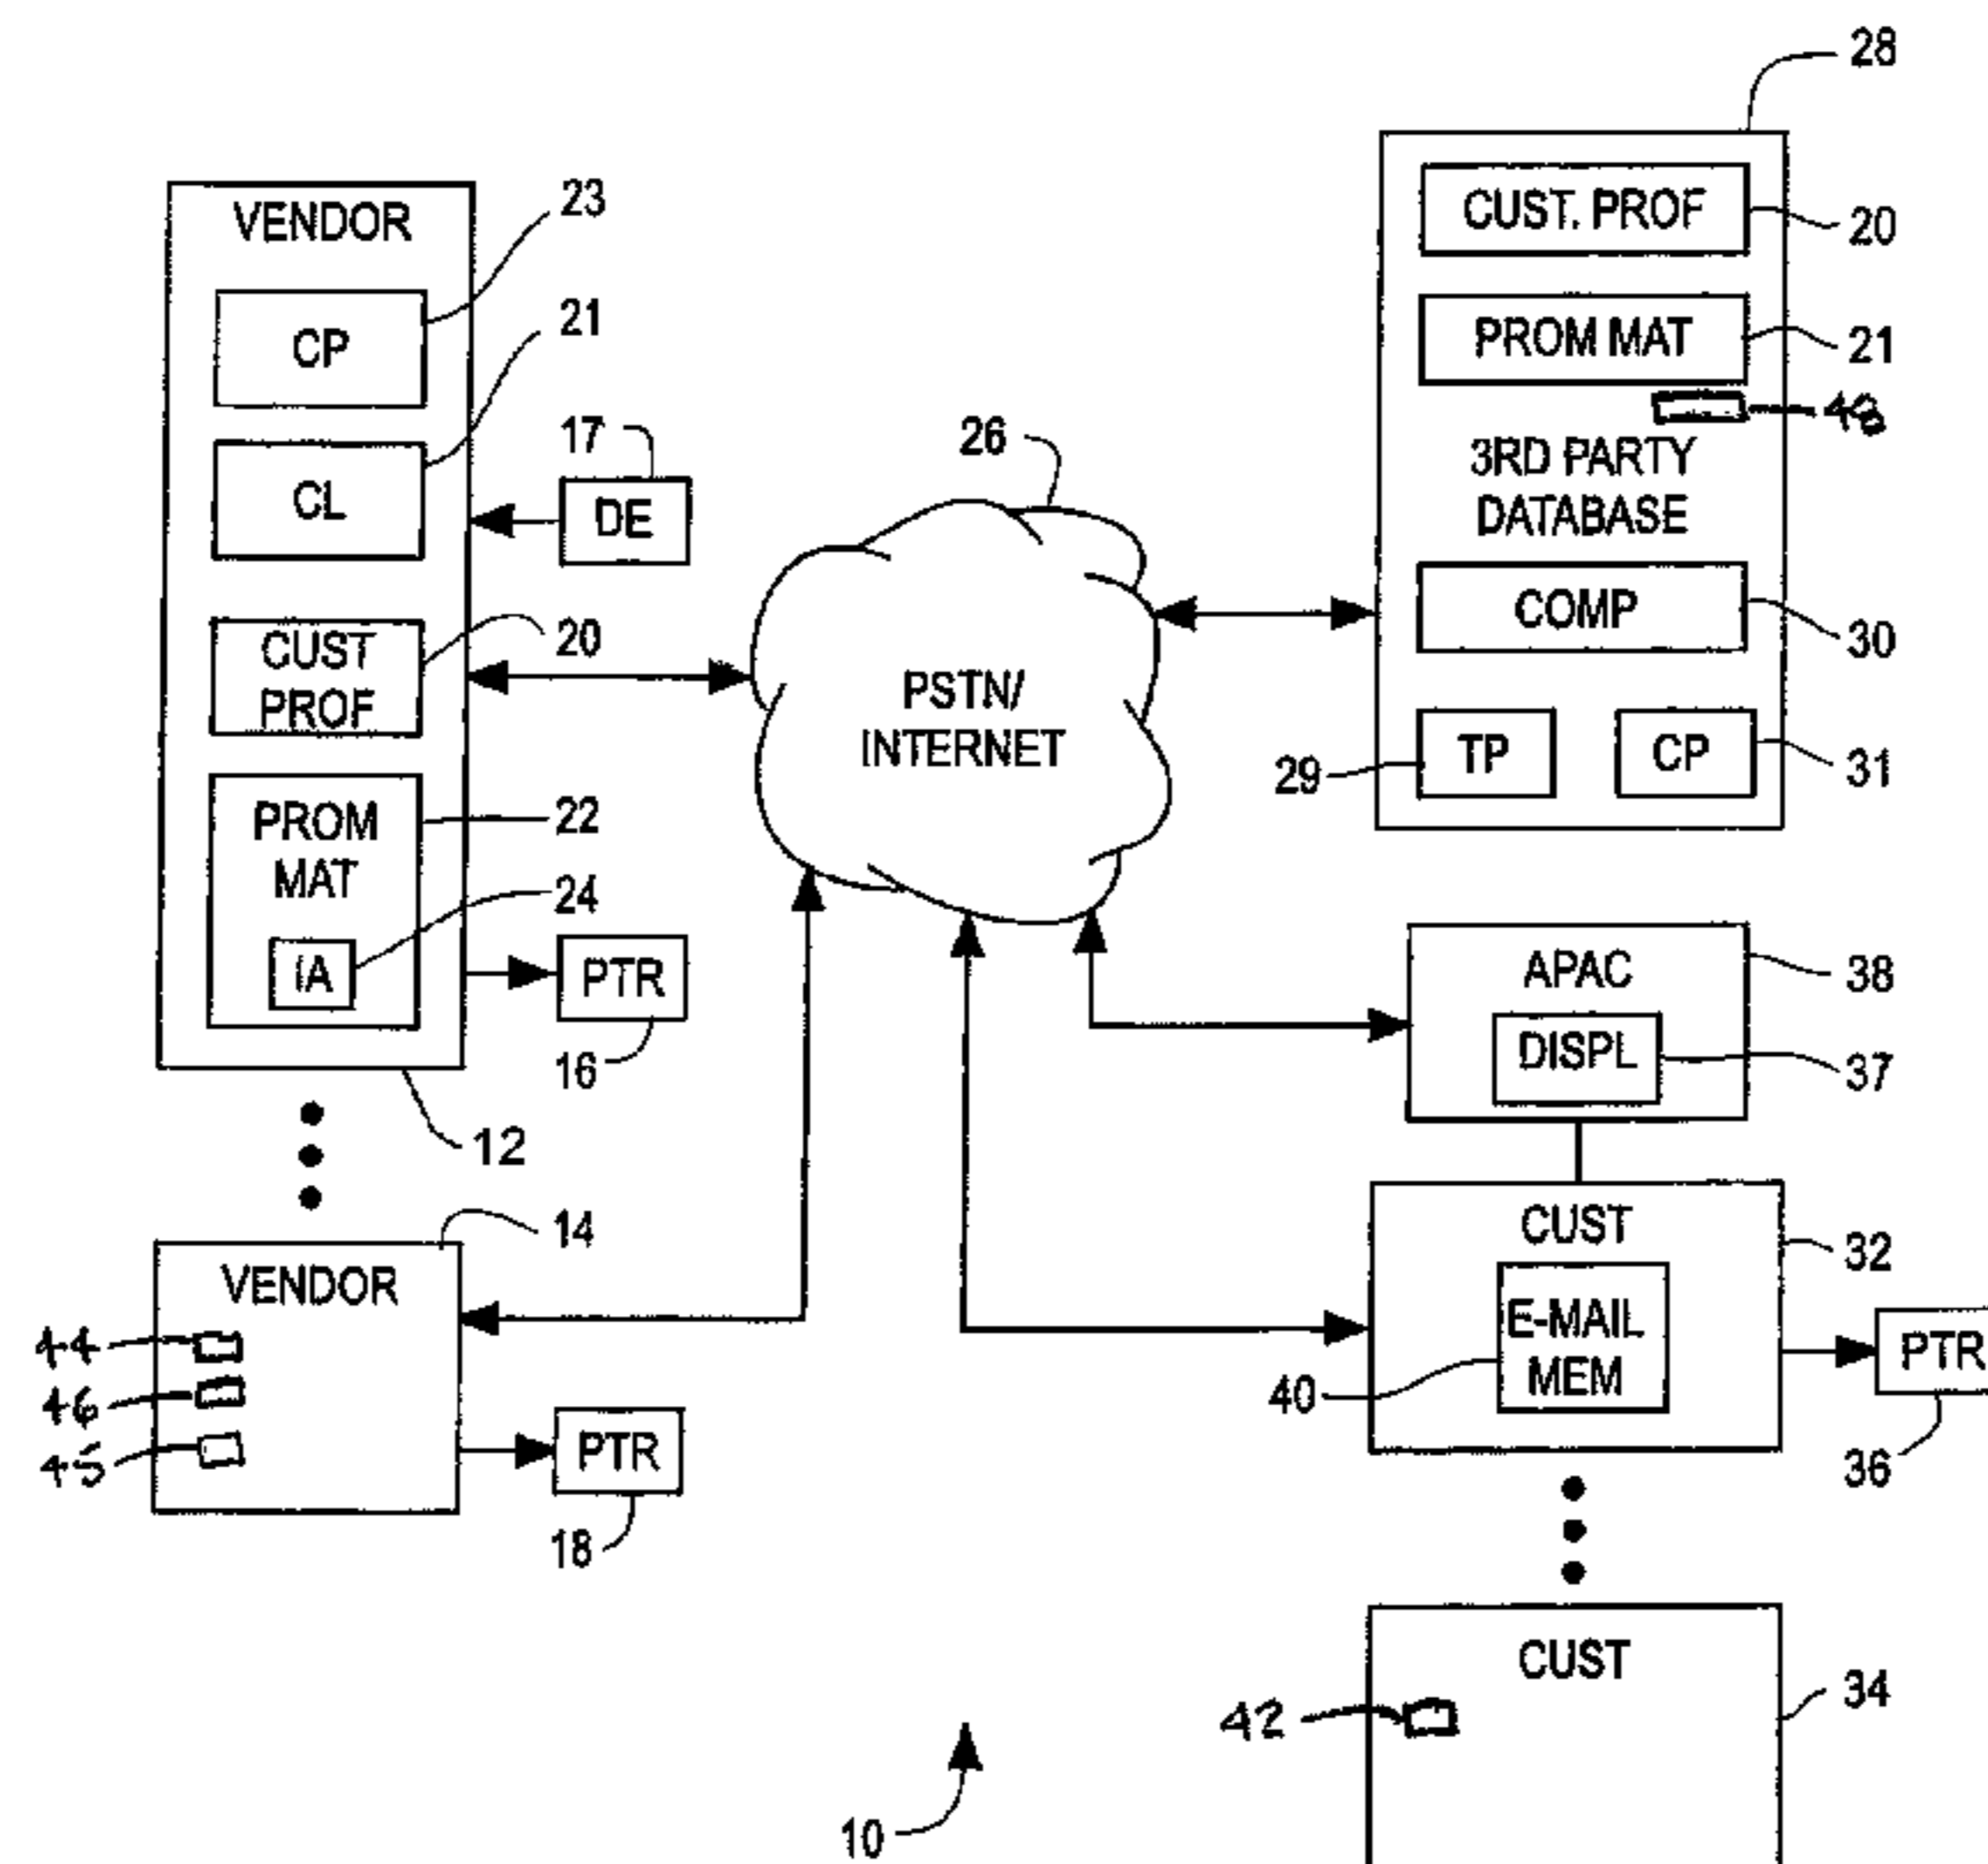 28
VENDOR
23
CP
21
CL
17
DE
CUST
PROF
20
PROM
MAT
22
24
IA
PTR
16
12
14
VENDOR
44
46
45
PTR
18
26
PSTN/
INTERNET
CUST. PROF
20
PROM MAT
21
3RD PARTY
DATABASE
COMP
30
29
TP
CP
31
APAC
38
DISPL
37
CUST
32
E-MAIL
MEM
40
PTR
36
CUST
34
42
10